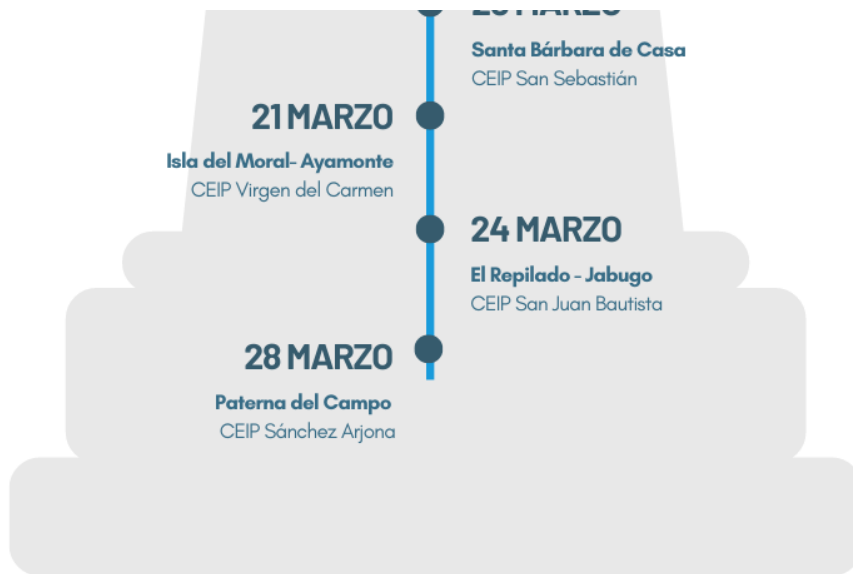 MARZO
Santa Bárbara de Casa
CEIP San Sebastián
21 MARZO
Isla del Moral- Ayamonte
CEIP Virgen del Carmen
24 MARZO
El Repilado - Jabugo
CEIP San Juan Bautista
28 MARZO
Paterna del Campo
CEIP Sánchez Arjona